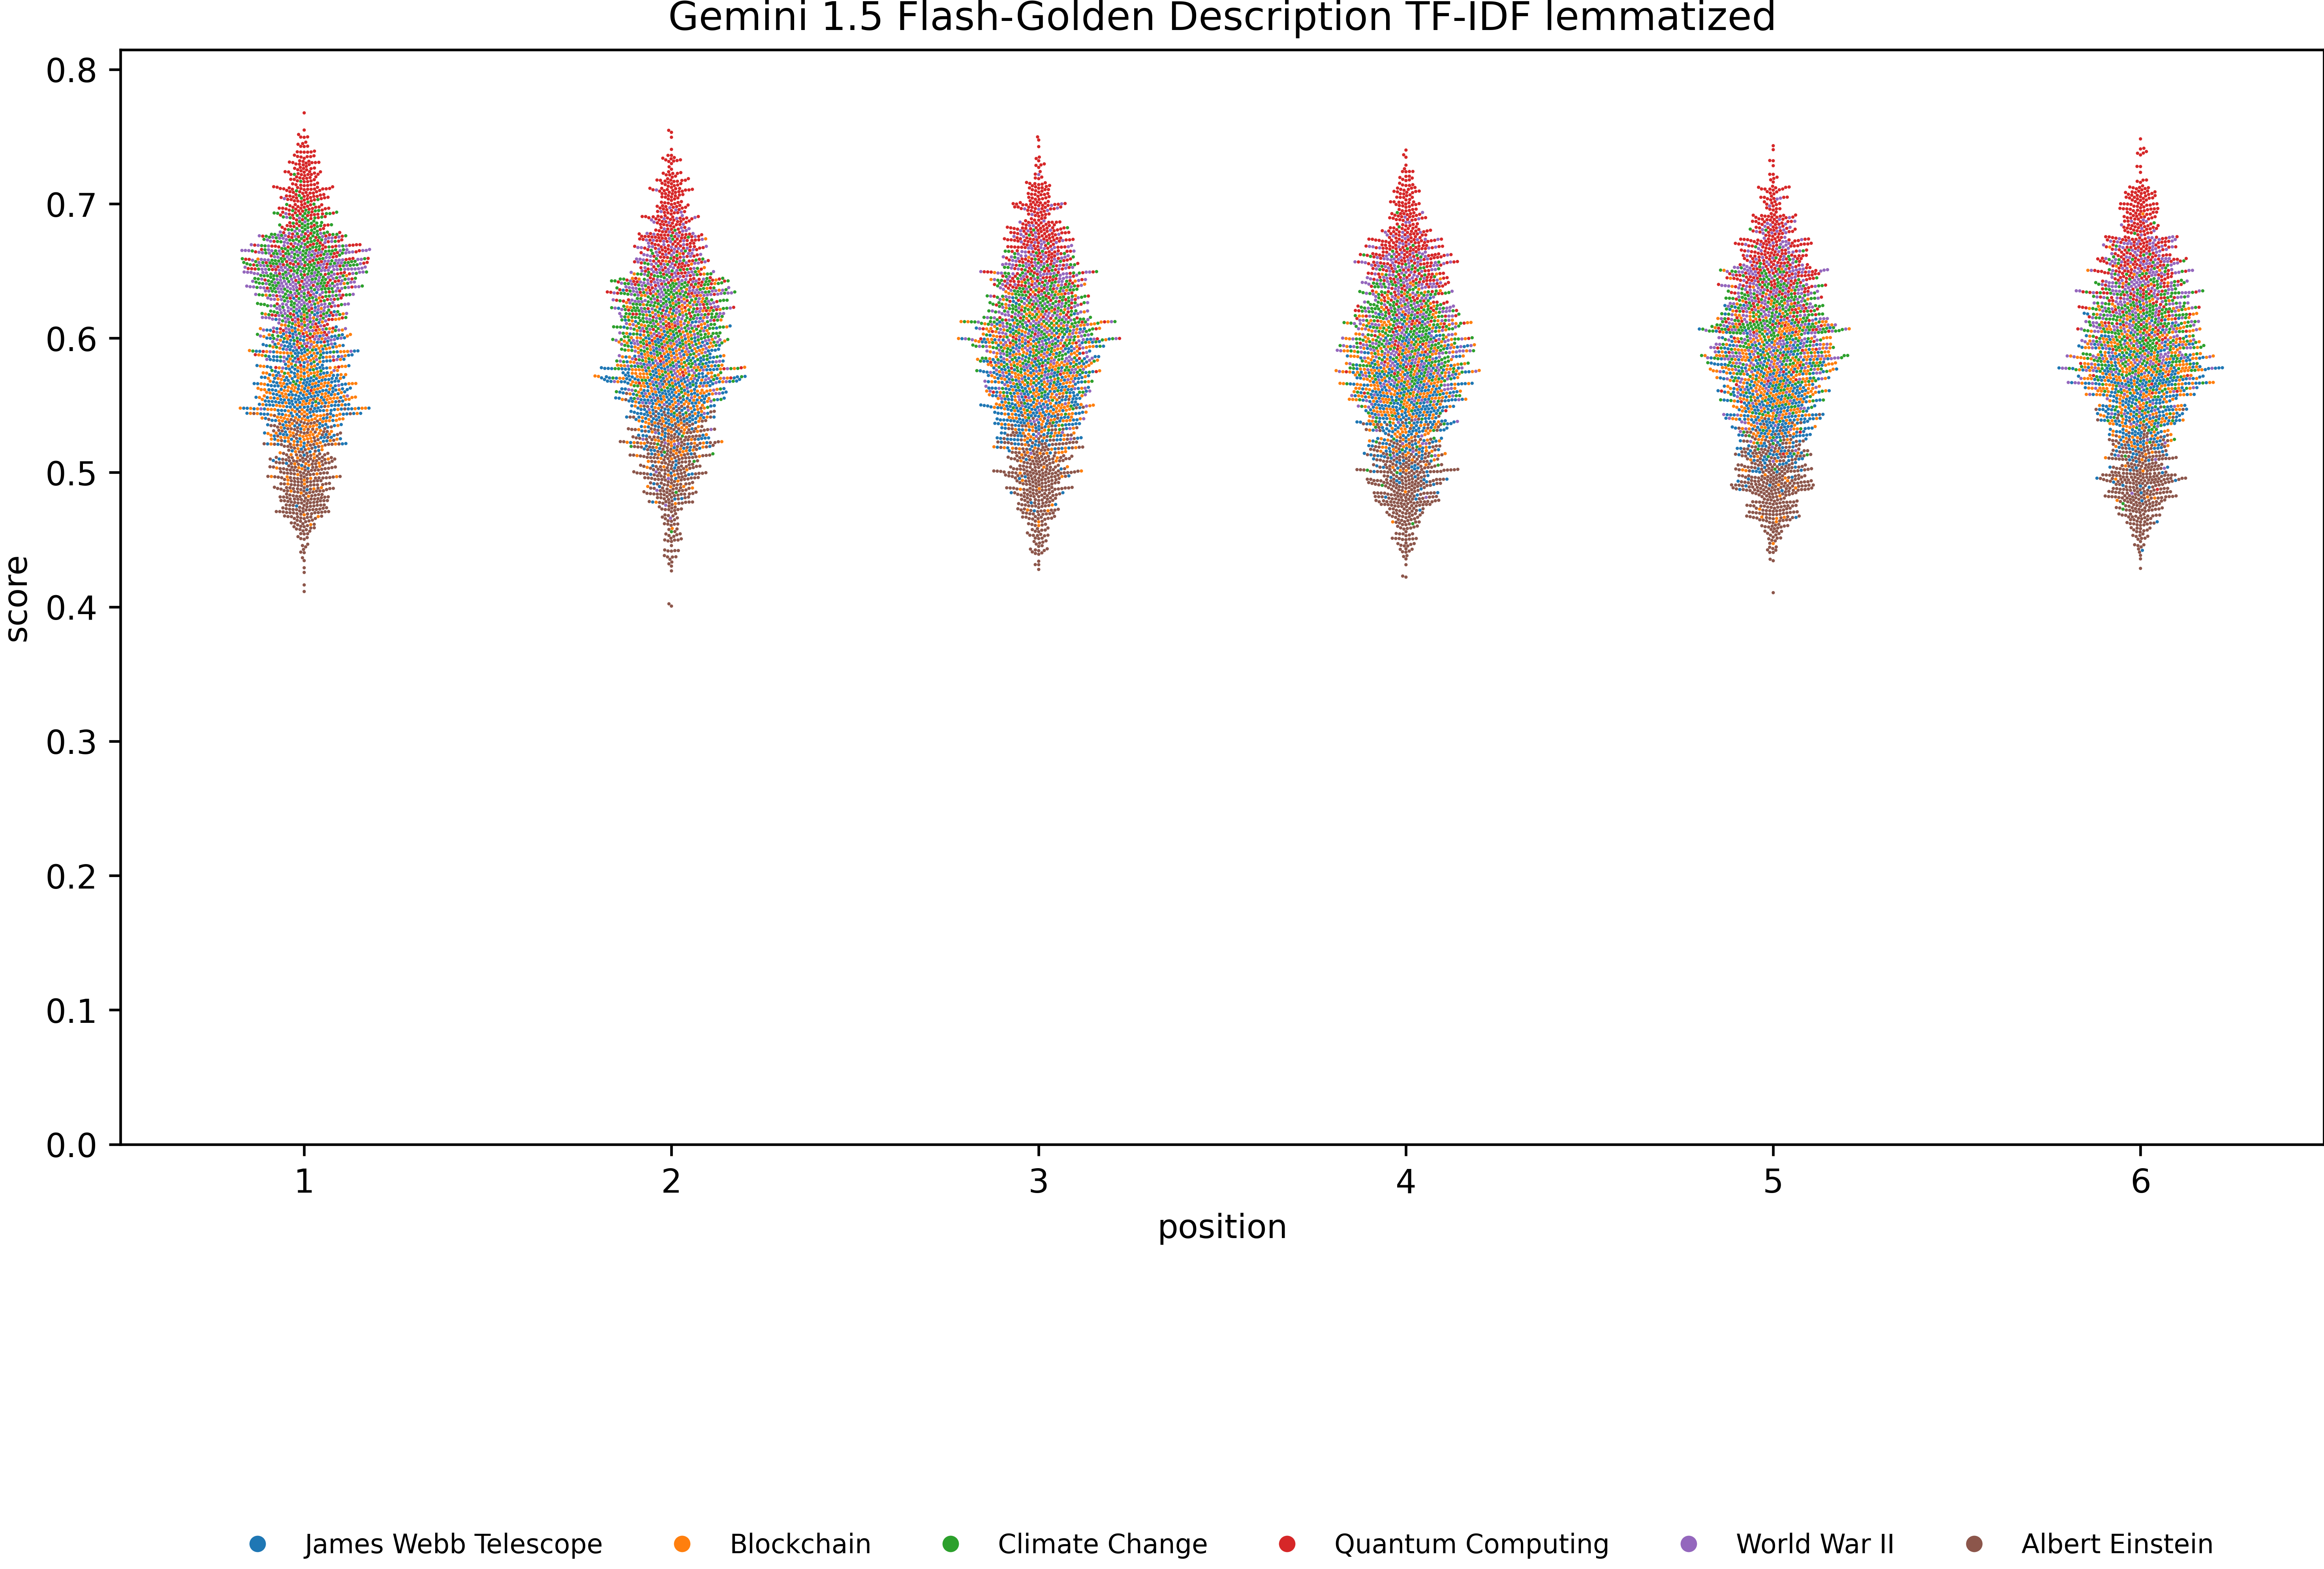 Gemini 1.5 Flash-Golden Description TF-IDF lemmatized
0.8
0.7
0.6
0.5
0.4
0.3
0.2
0.1
0.0
score
1 2 3 4 5 6
position
James Webb Telescope Blockchain Climate Change Quantum Computing World War II Albert Einstein